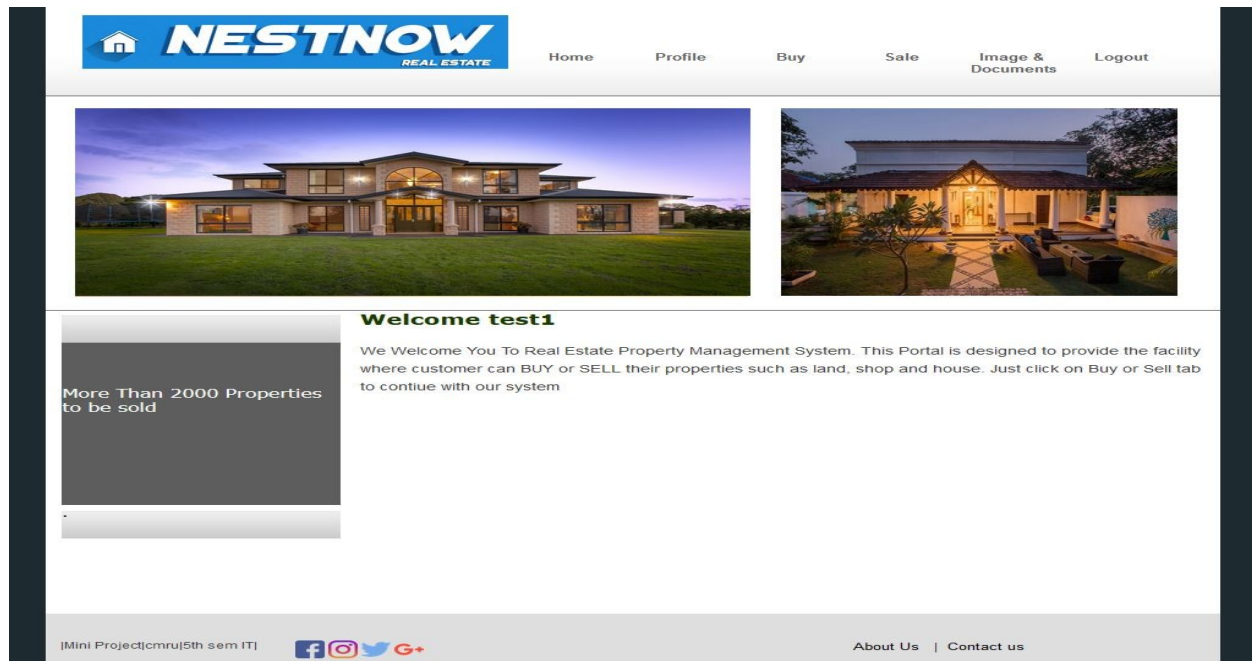 NESTNOW
REAL ESTATE
Home
Profile
Buy
Sale
Image &
Documents
Logout
Welcome test1
We Welcome You To Real Estate Property Management System. This Portal is designed to provide the facility
where customer can BUY or SELL their properties such as land, shop and house. Just click on Buy or Sell tab
to contiue with our system
More Than 2000 Properties
to be sold
-
|Mini Project|cmru|5th sem IT|
f
G+
About Us | Contact us